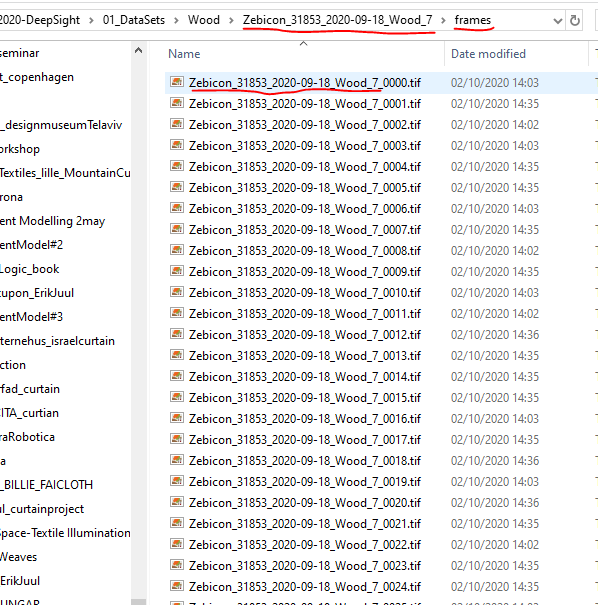 2020-DeepSight > 01_DataSets > Wood > Zebicon_31853_2020-09-18_Wood_7 > frames
seminar
t_copenhagen
_designmuseumTelaviv
orkshop
Textiles_lille_MountainCu
rona
ent Modelling 2may
entModel#2
Logic_book
cupon_ErikJuul
entModel#3
ternehus_israelcurtain
ction
rfad_curtain
CITA_curtian
raRobotica
a
_BILLIE_FAICLOTH
ul_curtainproject
Space-Textile Illumination
Weaves
ErikJuul
HUNGAR
Name Date modified
Zebicon_31853_2020-09-18_Wood_7_0000.tif 02/10/2020 14:03
Zebicon_31853_2020-09-18_Wood_7_0001.tif 02/10/2020 14:35
Zebicon_31853_2020-09-18_Wood_7_0002.tif 02/10/2020 14:02
Zebicon_31853_2020-09-18_Wood_7_0003.tif 02/10/2020 14:03
Zebicon_31853_2020-09-18_Wood_7_0004.tif 02/10/2020 14:35
Zebicon_31853_2020-09-18_Wood_7_0005.tif 02/10/2020 14:35
Zebicon_31853_2020-09-18_Wood_7_0006.tif 02/10/2020 14:03
Zebicon_31853_2020-09-18_Wood_7_0007.tif 02/10/2020 14:35
Zebicon_31853_2020-09-18_Wood_7_0008.tif 02/10/2020 14:02
Zebicon_31853_2020-09-18_Wood_7_0009.tif 02/10/2020 14:35
Zebicon_31853_2020-09-18_Wood_7_0010.tif 02/10/2020 14:03
Zebicon_31853_2020-09-18_Wood_7_0011.tif 02/10/2020 14:02
Zebicon_31853_2020-09-18_Wood_7_0012.tif 02/10/2020 14:36
Zebicon_31853_2020-09-18_Wood_7_0013.tif 02/10/2020 14:35
Zebicon_31853_2020-09-18_Wood_7_0014.tif 02/10/2020 14:35
Zebicon_31853_2020-09-18_Wood_7_0015.tif 02/10/2020 14:35
Zebicon_31853_2020-09-18_Wood_7_0016.tif 02/10/2020 14:03
Zebicon_31853_2020-09-18_Wood_7_0017.tif 02/10/2020 14:35
Zebicon_31853_2020-09-18_Wood_7_0018.tif 02/10/2020 14:36
Zebicon_31853_2020-09-18_Wood_7_0019.tif 02/10/2020 14:03
Zebicon_31853_2020-09-18_Wood_7_0020.tif 02/10/2020 14:36
Zebicon_31853_2020-09-18_Wood_7_0021.tif 02/10/2020 14:35
Zebicon_31853_2020-09-18_Wood_7_0022.tif 02/10/2020 14:02
Zebicon_31853_2020-09-18_Wood_7_0023.tif 02/10/2020 14:35
Zebicon_31853_2020-09-18_Wood_7_0024.tif 02/10/2020 14:35